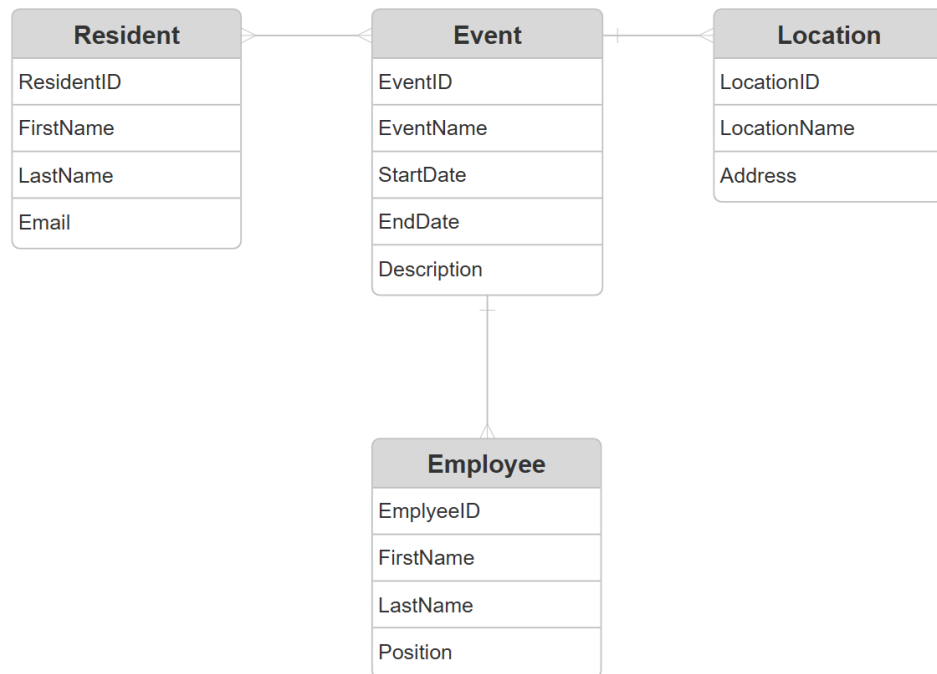 Resident
ResidentID
FirstName
LastName
Email
Event
EventID
EventName
StartDate
EndDate
Description
Location
LocationID
LocationName
Address
Employee
EmplyeeID
FirstName
LastName
Position